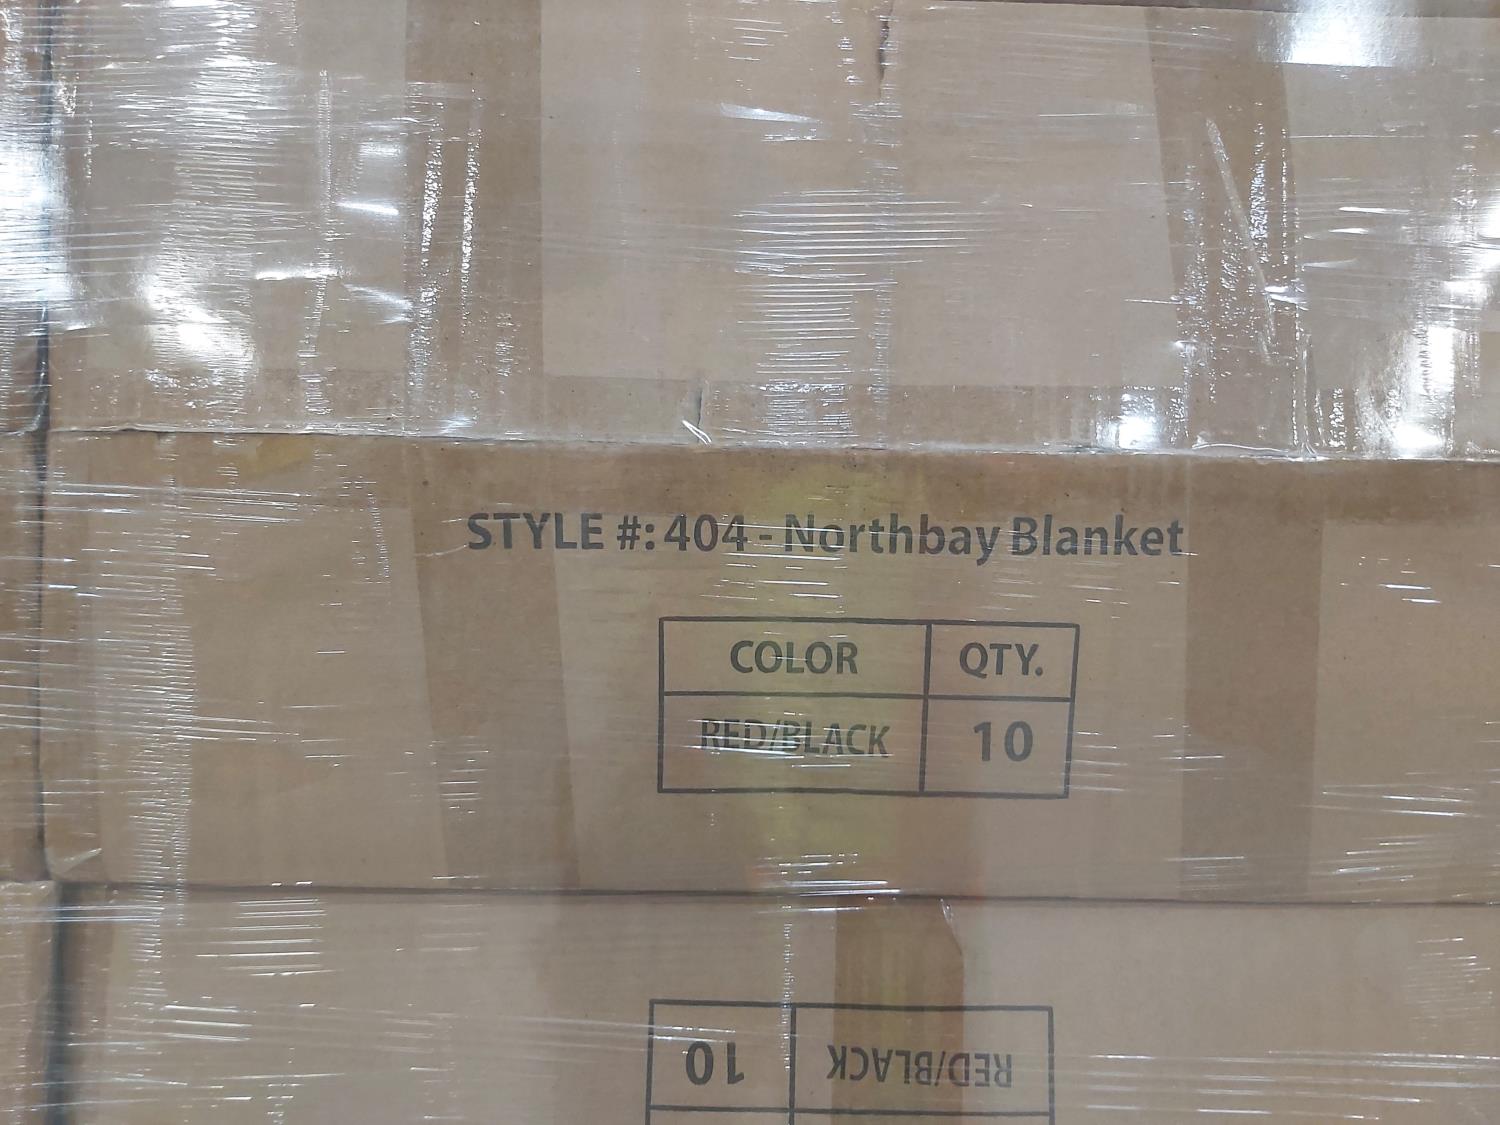 STYLE #: 404 - Northbay Blanket
COLOR QTY.
RED/BLACK 10
RED/BLACK 10